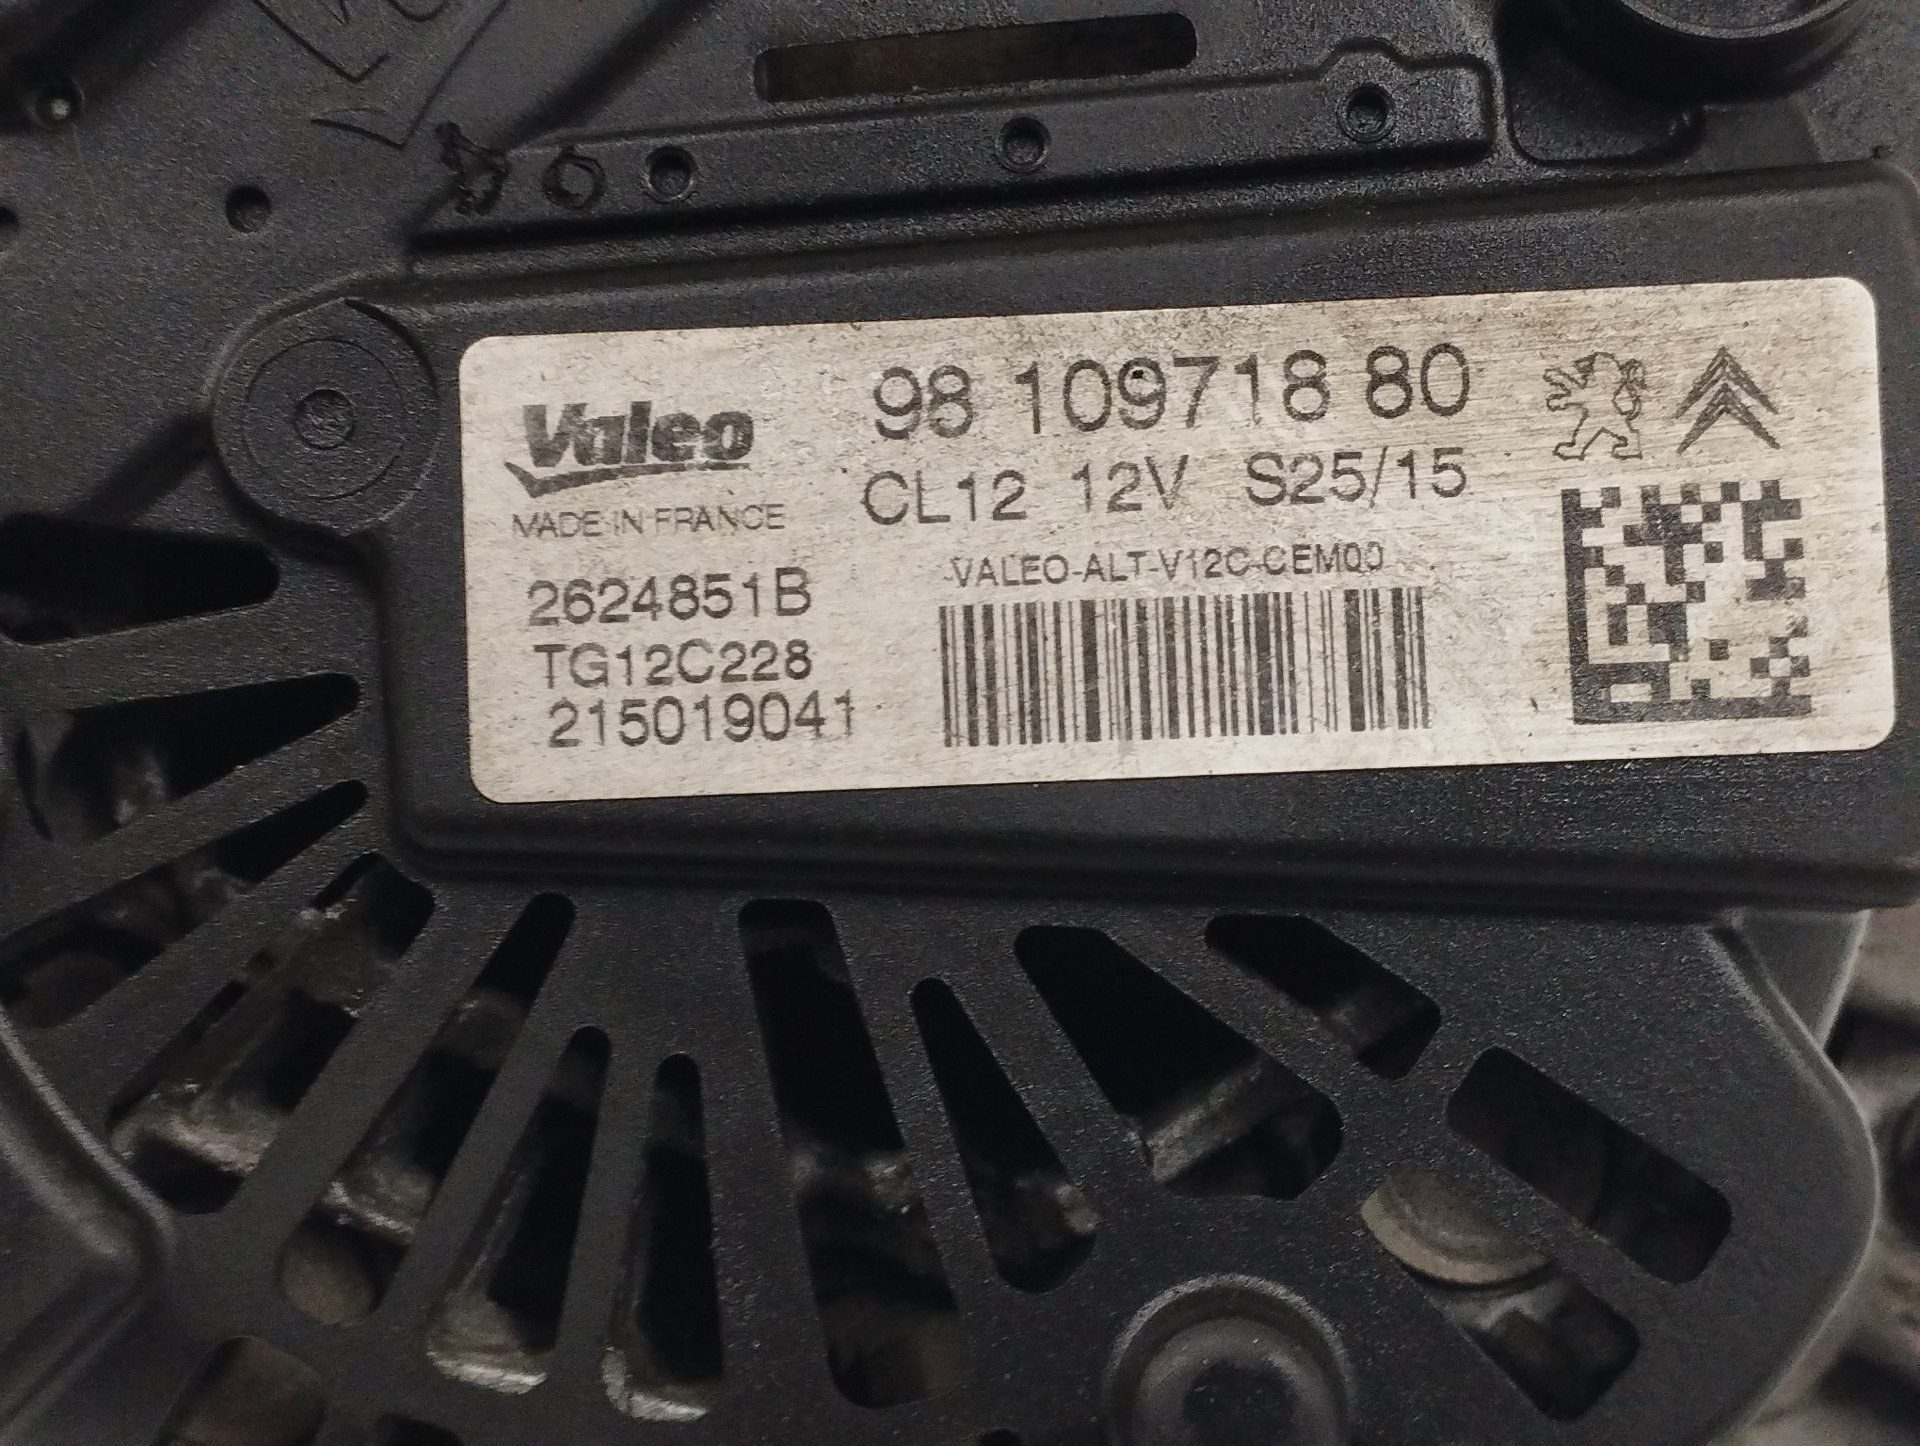 Valeo
MADE IN FRANCE
98 109718 80
CL12 12V S25/15
2624851B
TG12C228
215019041
VALEO-ALT-V12C-CEM00